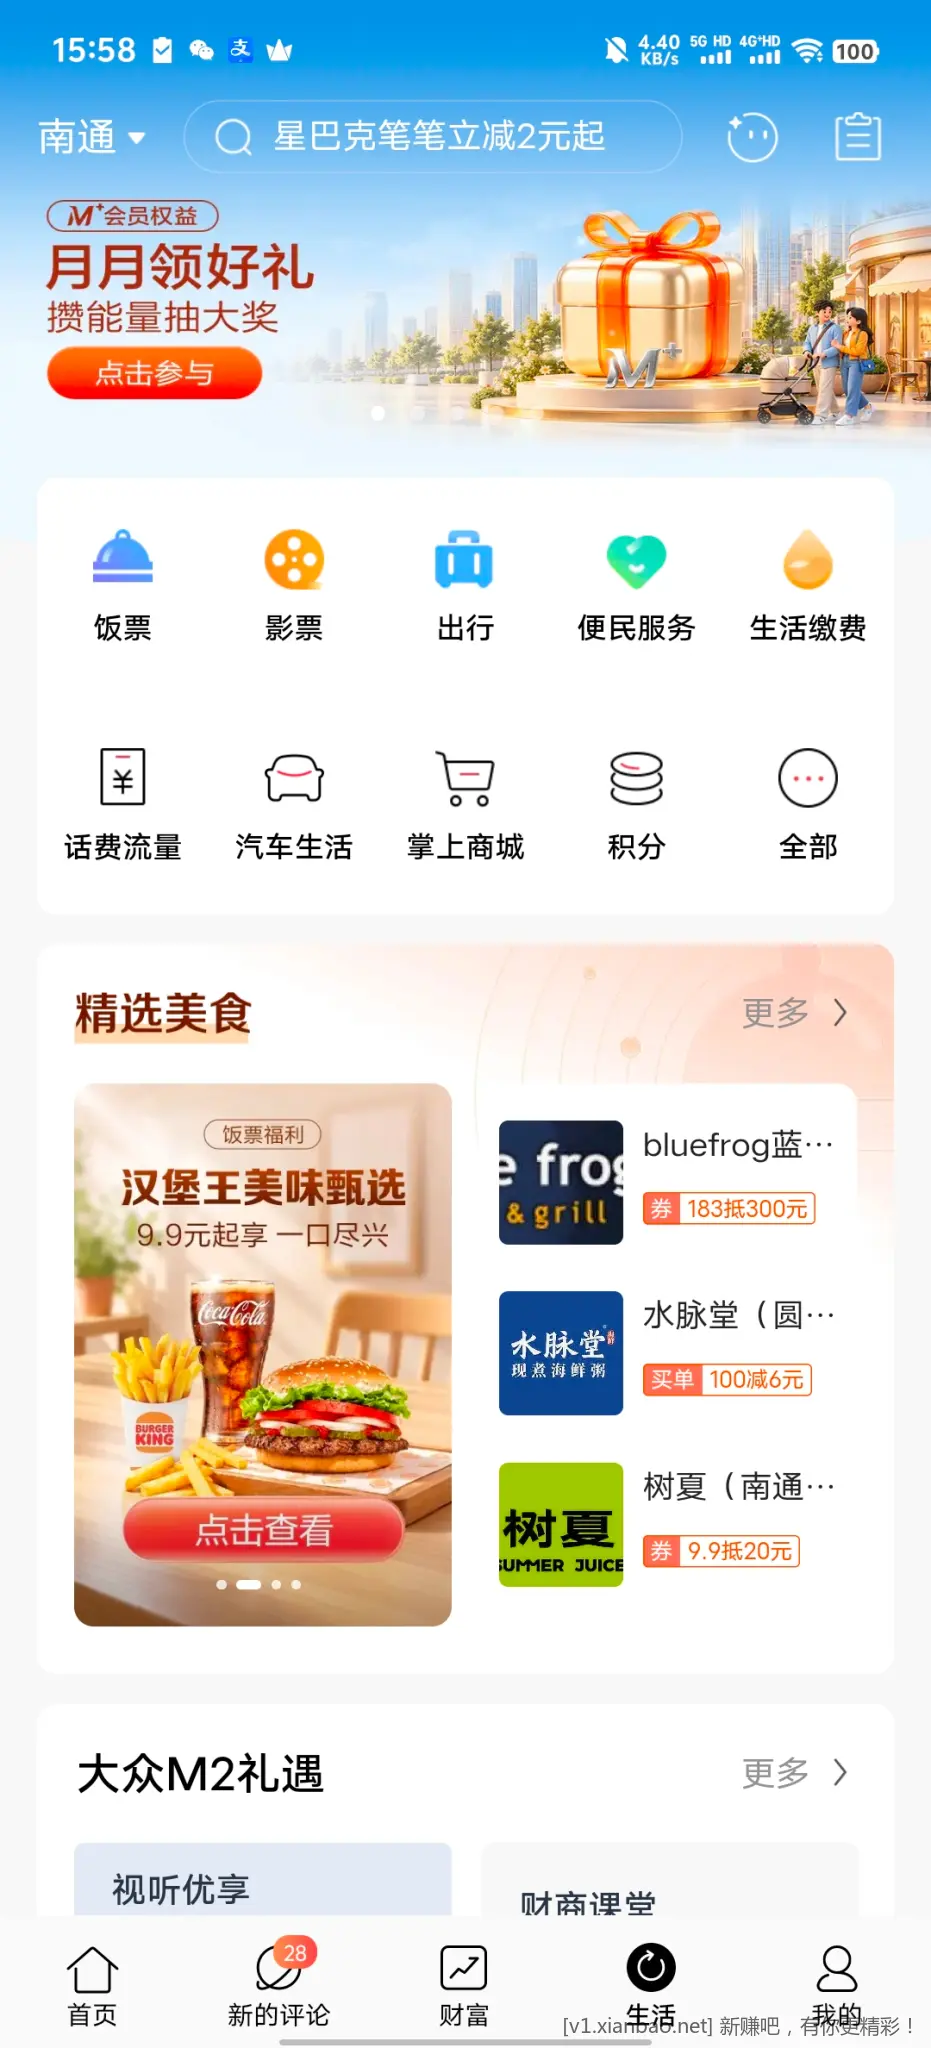 15:58
4.40 KB/s 5G HD 4G+HD 100
南通 星巴克笔笔立减2元起
M+会员权益
月月领好礼
攒能量抽大奖
点击参与
M+
饭票 影票 出行 便民服务 生活缴费
话费流量 汽车生活 掌上商城 积分 全部
精选美食 更多
饭票福利
汉堡王美味甄选
9.9元起享 一口尽兴
Coca-Cola
BURGER KING
点击查看
e frog
& grill
bluefrog蓝…
券 183抵300元
水脉堂
现煮海鲜粥
水脉堂（圆…
买单 100减6元
树夏
SUMMER JUICE
树夏（南通…
券 9.9抵20元
大众M2礼遇 更多
视听优享 财商课堂
28
首页 新的评论 财富 生活 我的
[v1.xianbao.net] 新赚吧，有你更精彩！